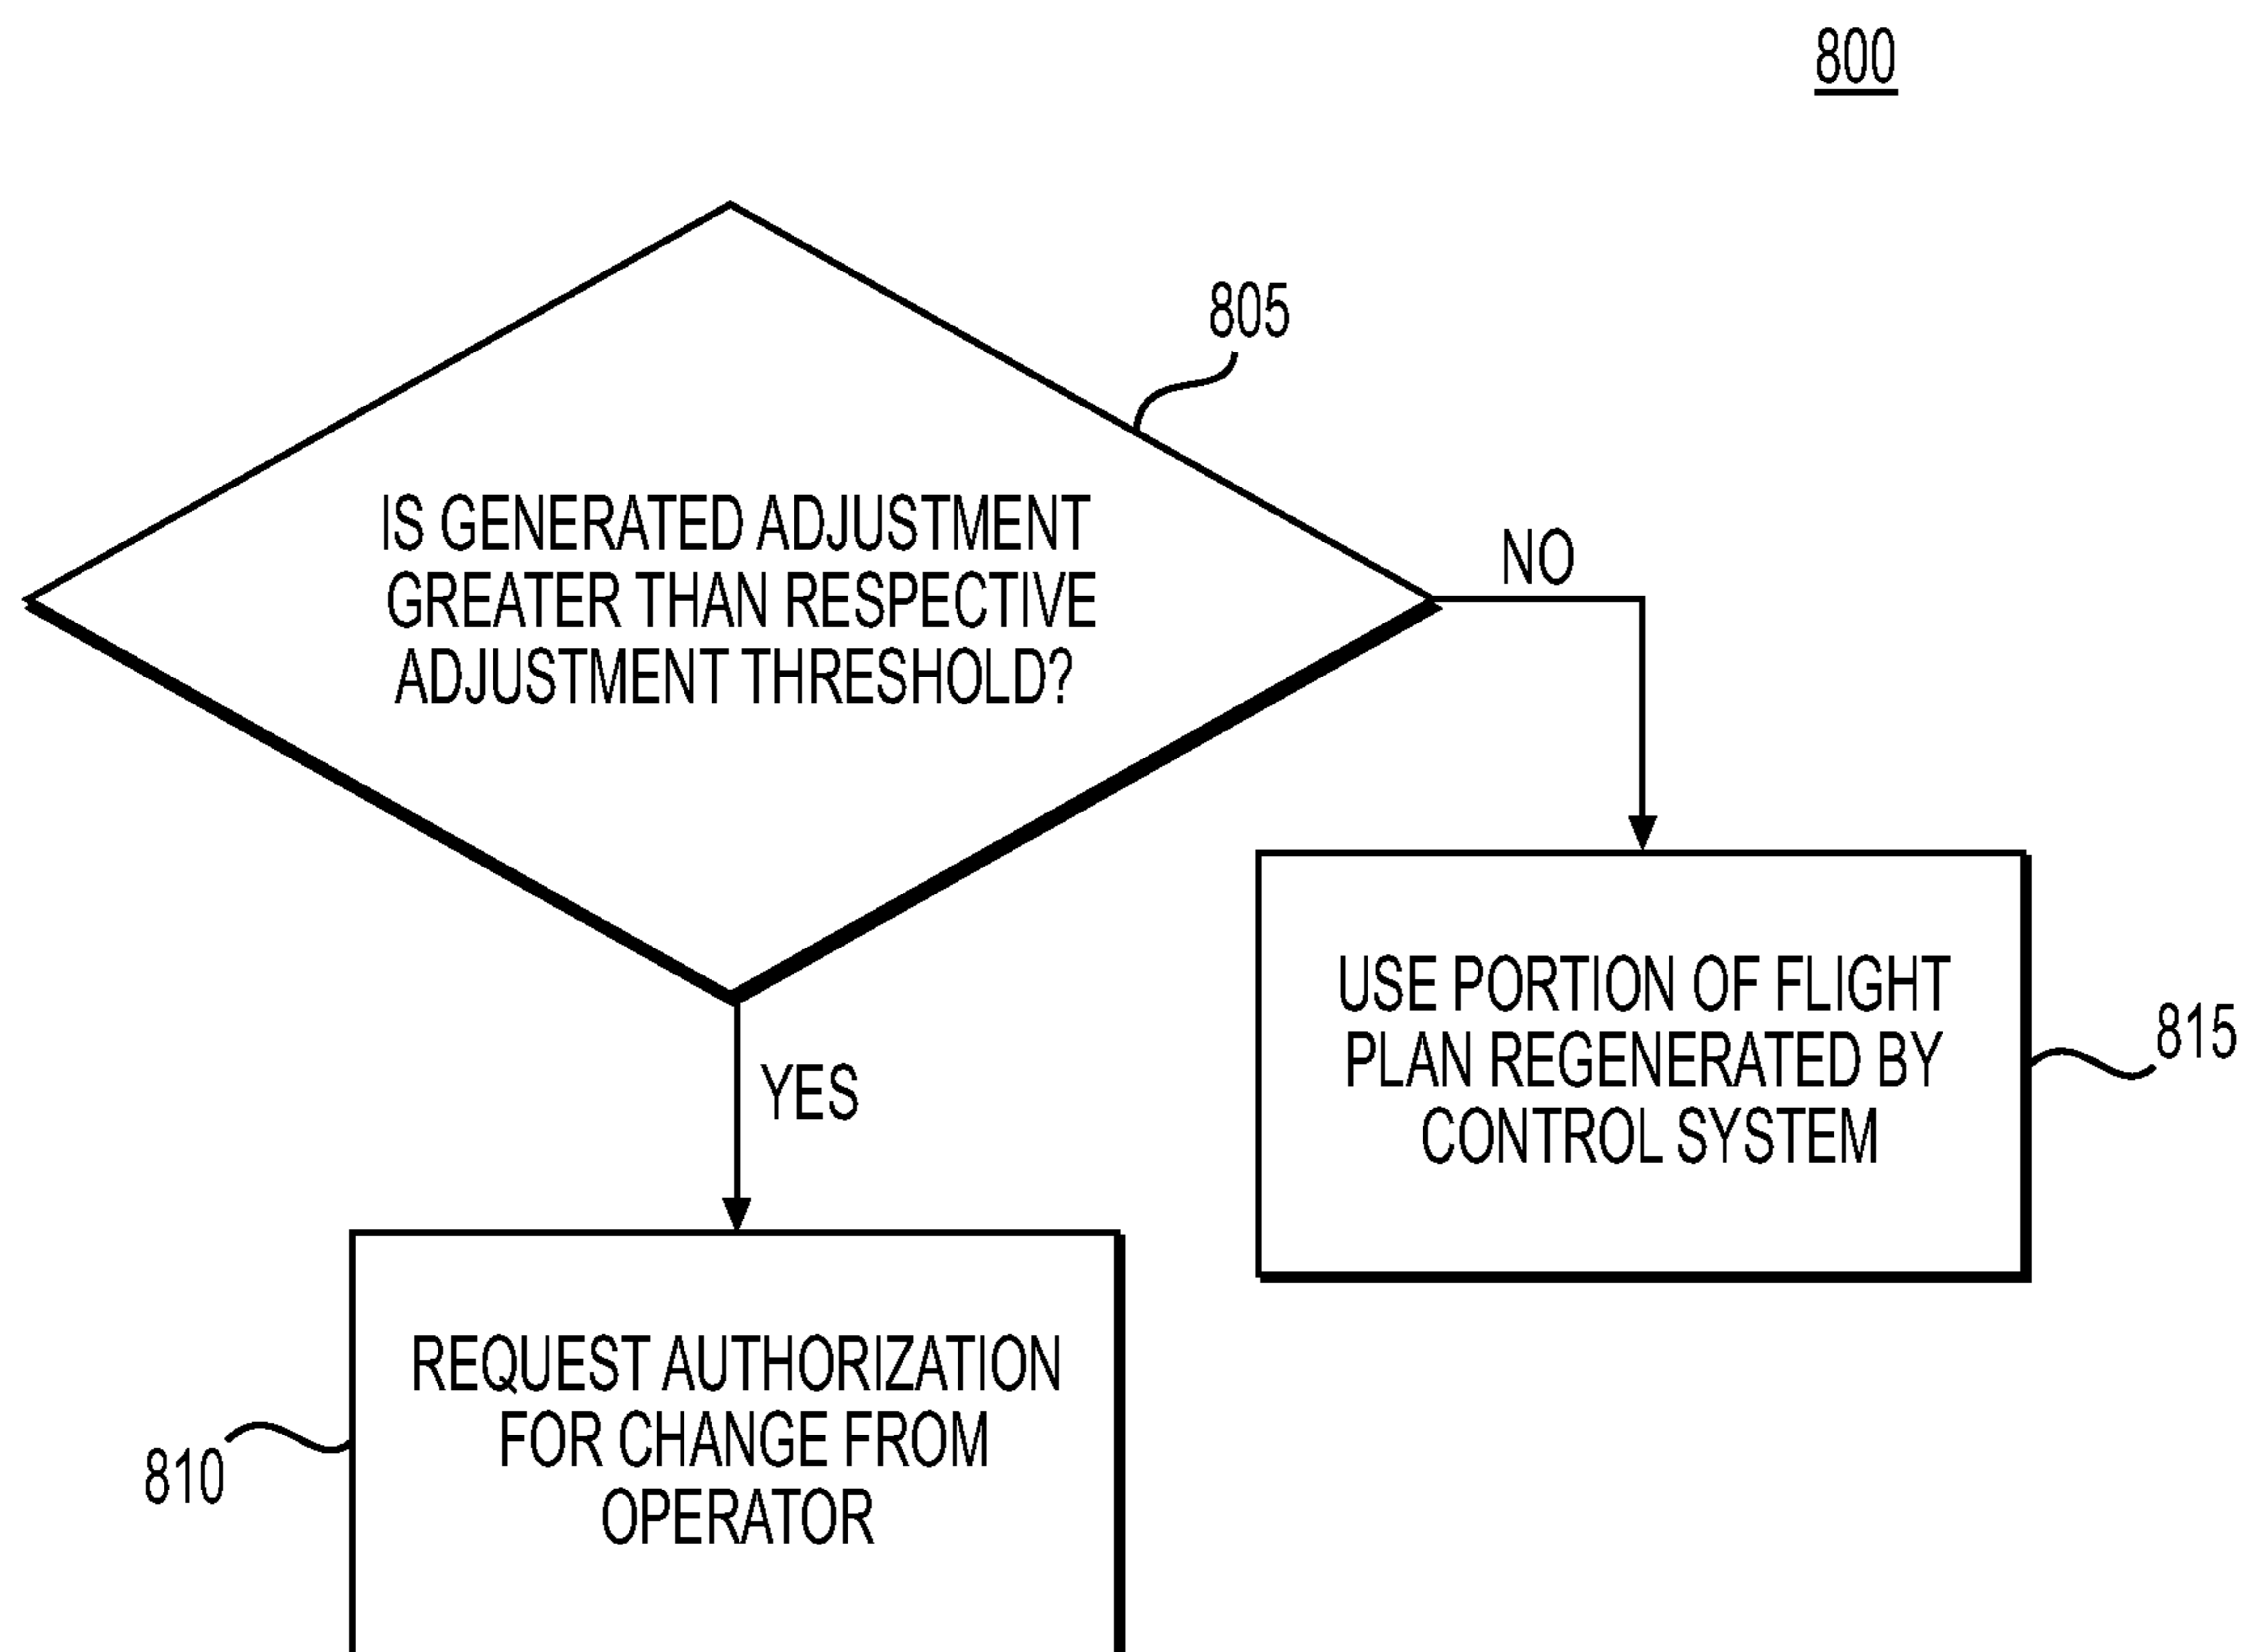 800
805
IS GENERATED ADJUSTMENT
GREATER THAN RESPECTIVE
ADJUSTMENT THRESHOLD?
NO
YES
USE PORTION OF FLIGHT
PLAN REGENERATED BY
CONTROL SYSTEM
815
REQUEST AUTHORIZATION
FOR CHANGE FROM
OPERATOR
810